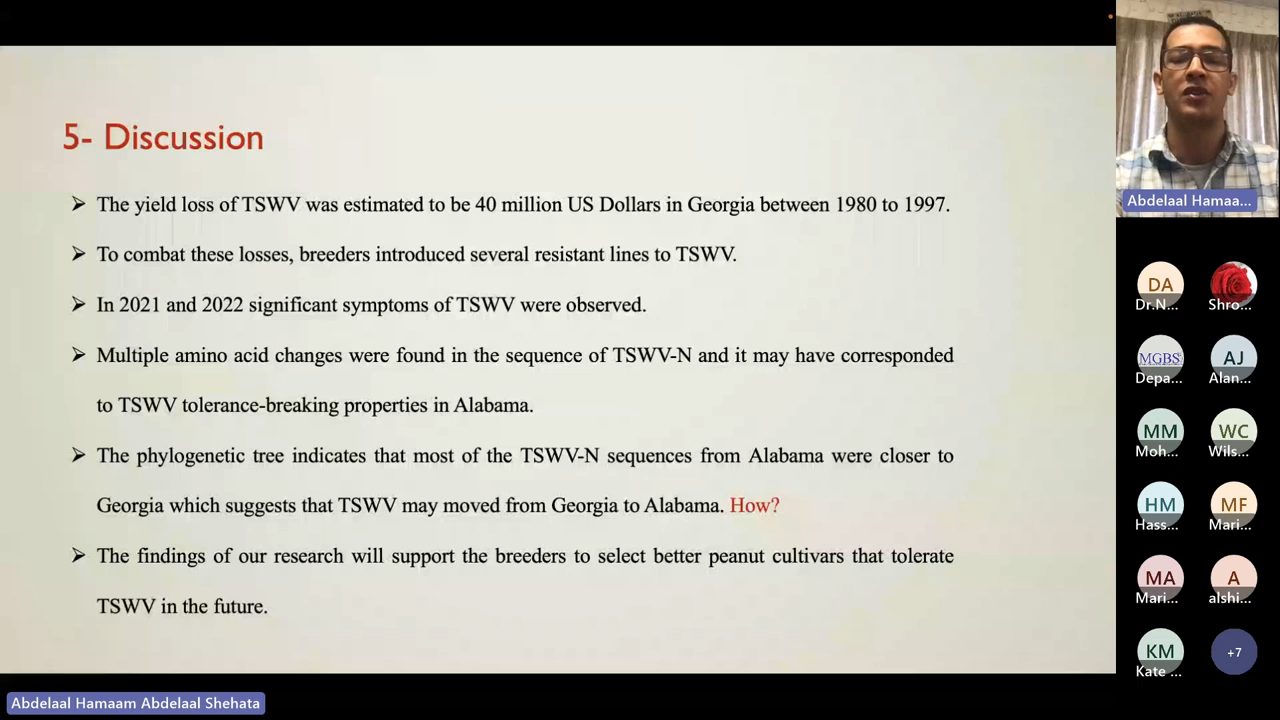 5- Discussion
➢ The yield loss of TSWV was estimated to be 40 million US Dollars in Georgia between 1980 to 1997.
➢ To combat these losses, breeders introduced several resistant lines to TSWV.
➢ In 2021 and 2022 significant symptoms of TSWV were observed.
➢ Multiple amino acid changes were found in the sequence of TSWV-N and it may have corresponded
to TSWV tolerance-breaking properties in Alabama.
➢ The phylogenetic tree indicates that most of the TSWV-N sequences from Alabama were closer to
Georgia which suggests that TSWV may moved from Georgia to Alabama. How?
➢ The findings of our research will support the breeders to select better peanut cultivars that tolerate
TSWV in the future.
Abdelaal Hamaa...
DA
Dr.N... Shro...
MGBS AJ
Depa... Alan...
MM WC
Moh... Wils...
HM MF
Hass... Mari...
MA A
Mari... alshi...
KM +7
Kate ...
Abdelaal Hamaam Abdelaal Shehata